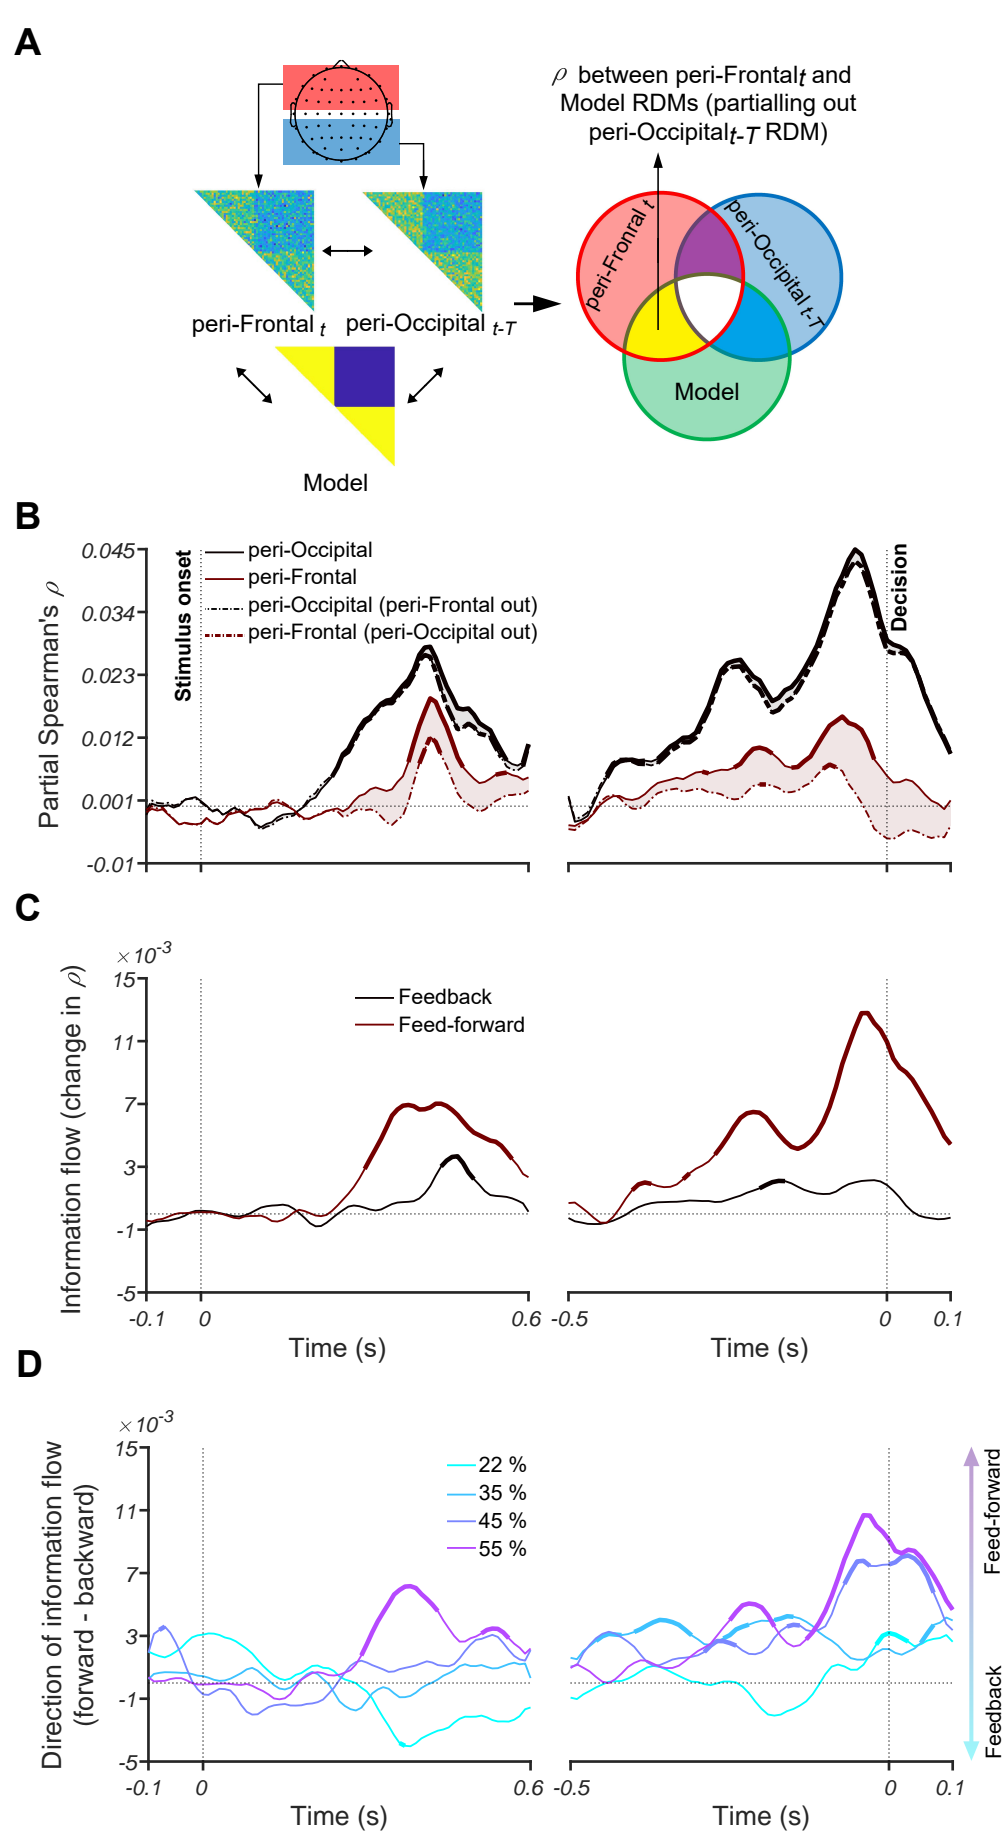 A
ρ between peri-Frontalt and
Model RDMs (partialling out
peri-Occipitalt-T RDM)
peri-Fronral t
peri-Occipital t-T
Model
peri-Frontal t
peri-Occipital t-T
Model
B
Partial Spearman's ρ
0.045
0.034
0.023
0.012
0.001
-0.01
Stimulus onset
peri-Occipital
peri-Frontal
peri-Occipital (peri-Frontal out)
peri-Frontal (peri-Occipital out)
Decision
C
Information flow (change in ρ)
×10-3
15
11
7
3
-1
-5
Feedback
Feed-forward
-0.1
0
0.6
-0.5
0
0.1
Time (s)
Time (s)
D
Direction of information flow
(forward - backward)
×10-3
15
11
7
3
-1
-5
22 %
35 %
45 %
55 %
Feed-forward
Feedback
-0.1
0
0.6
-0.5
0
0.1
Time (s)
Time (s)